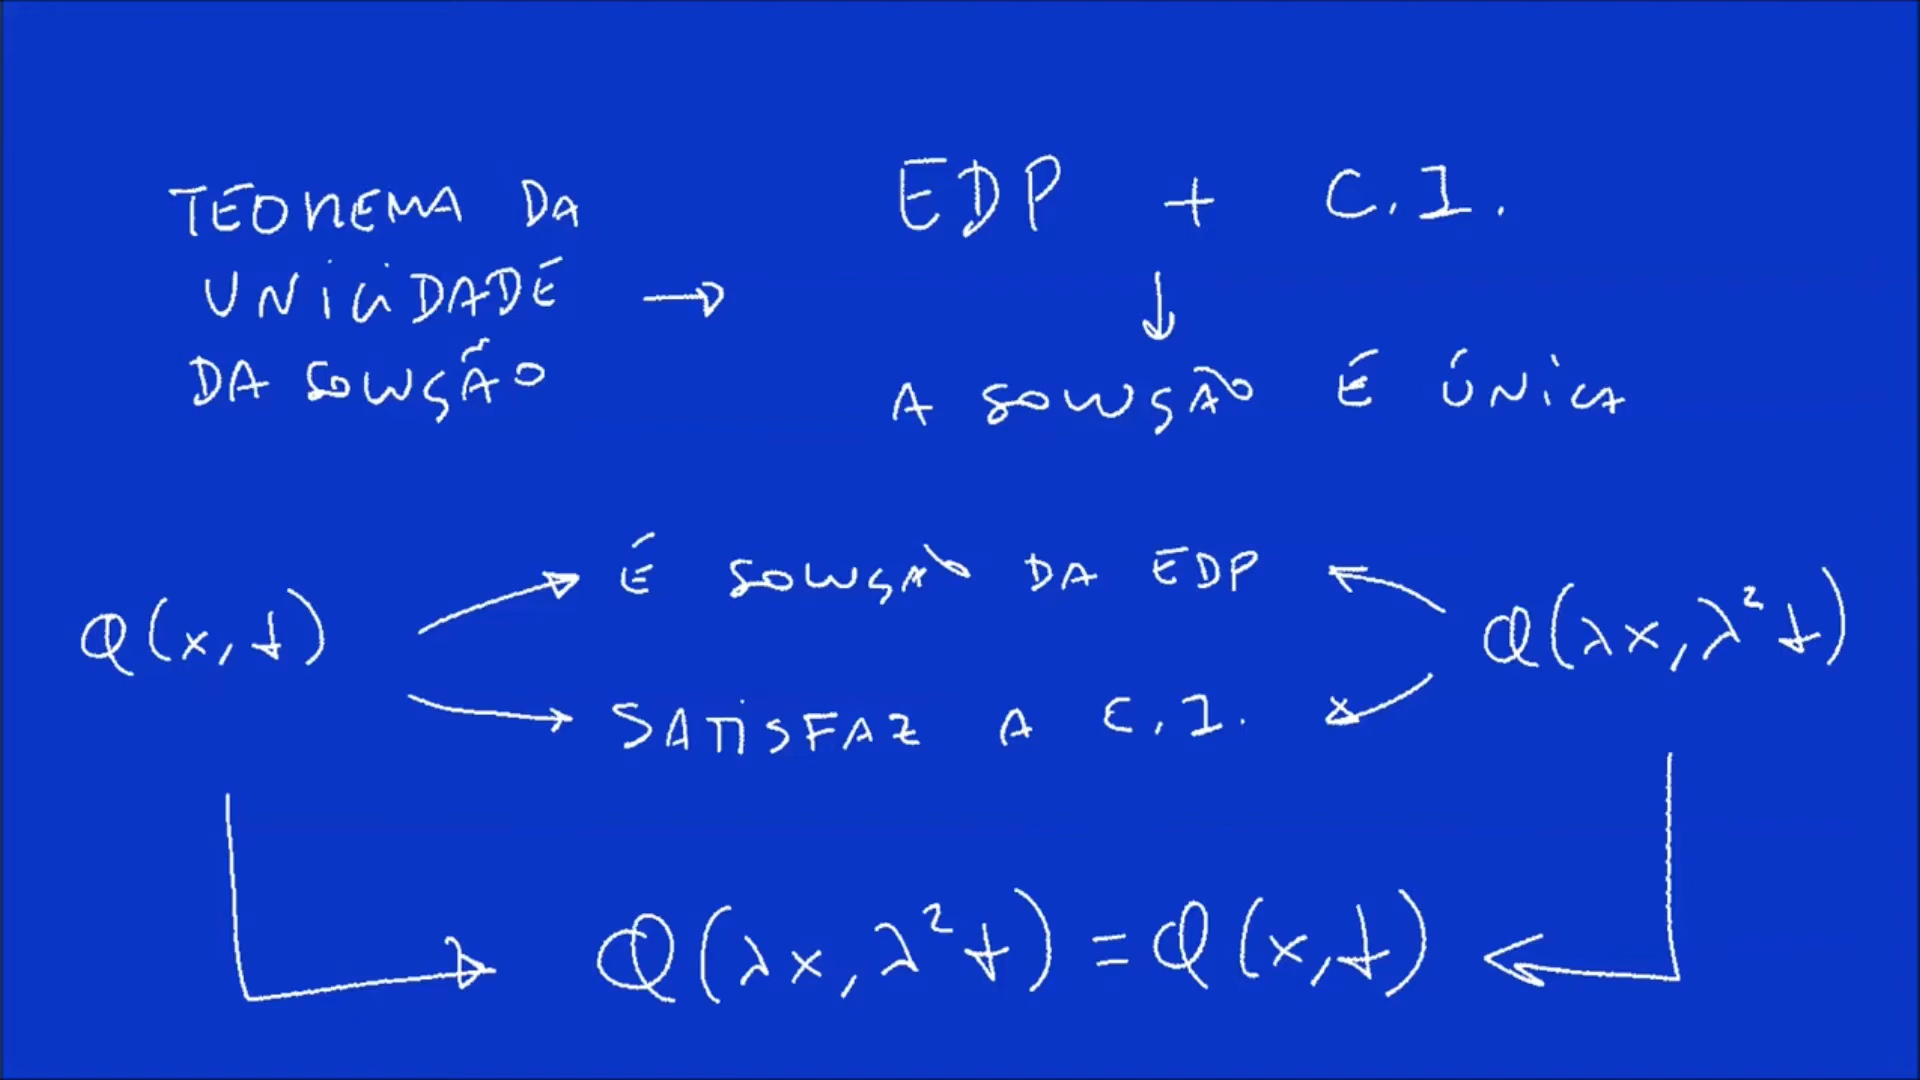 TEOREMA DA
UNICIDADE
DA SOLUÇÃO
→
EDP + C.I.
↓
A SOLUÇÃO É ÚNICA
Q(x,t)
É SOLUÇÃO DA EDP
SATISFAZ A C.I.
Q(λx, λ²t)
Q(λx, λ²t) = Q(x,t)